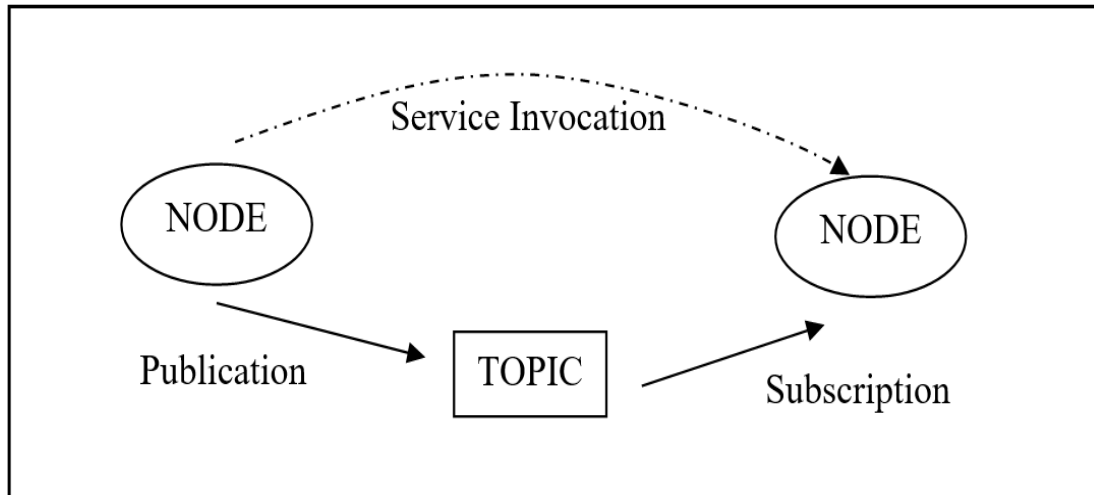 Service Invocation
NODE
NODE
Publication
TOPIC
Subscription